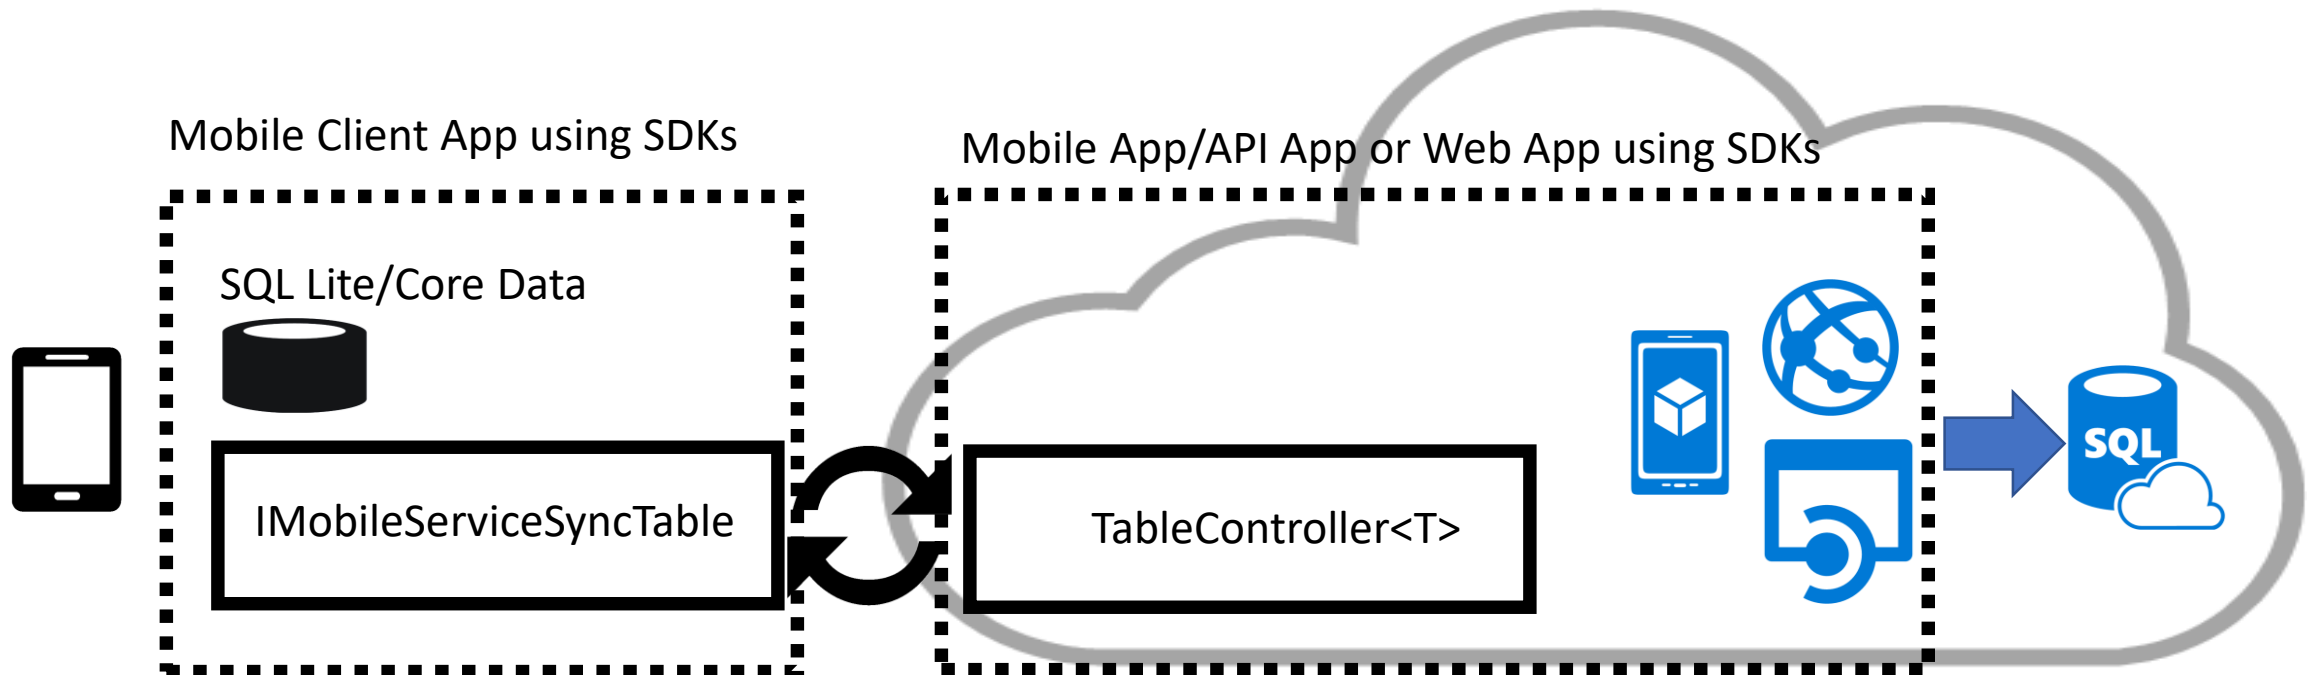 Mobile Client App using SDKs
Mobile App/API App or Web App using SDKs
SQL Lite/Core Data
SQL
IMobileServiceSyncTable
TableController<T>